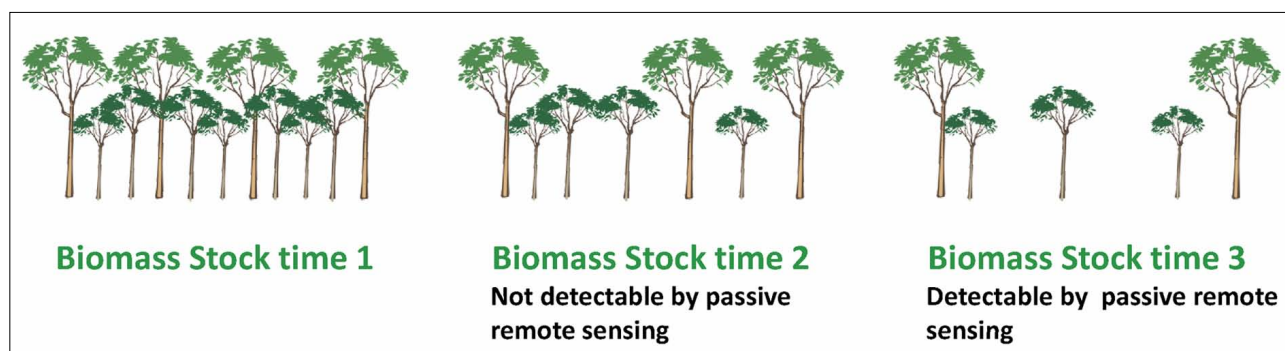 Biomass Stock time 1
Biomass Stock time 2
Not detectable by passive
remote sensing
Biomass Stock time 3
Detectable by  passive remote
sensing